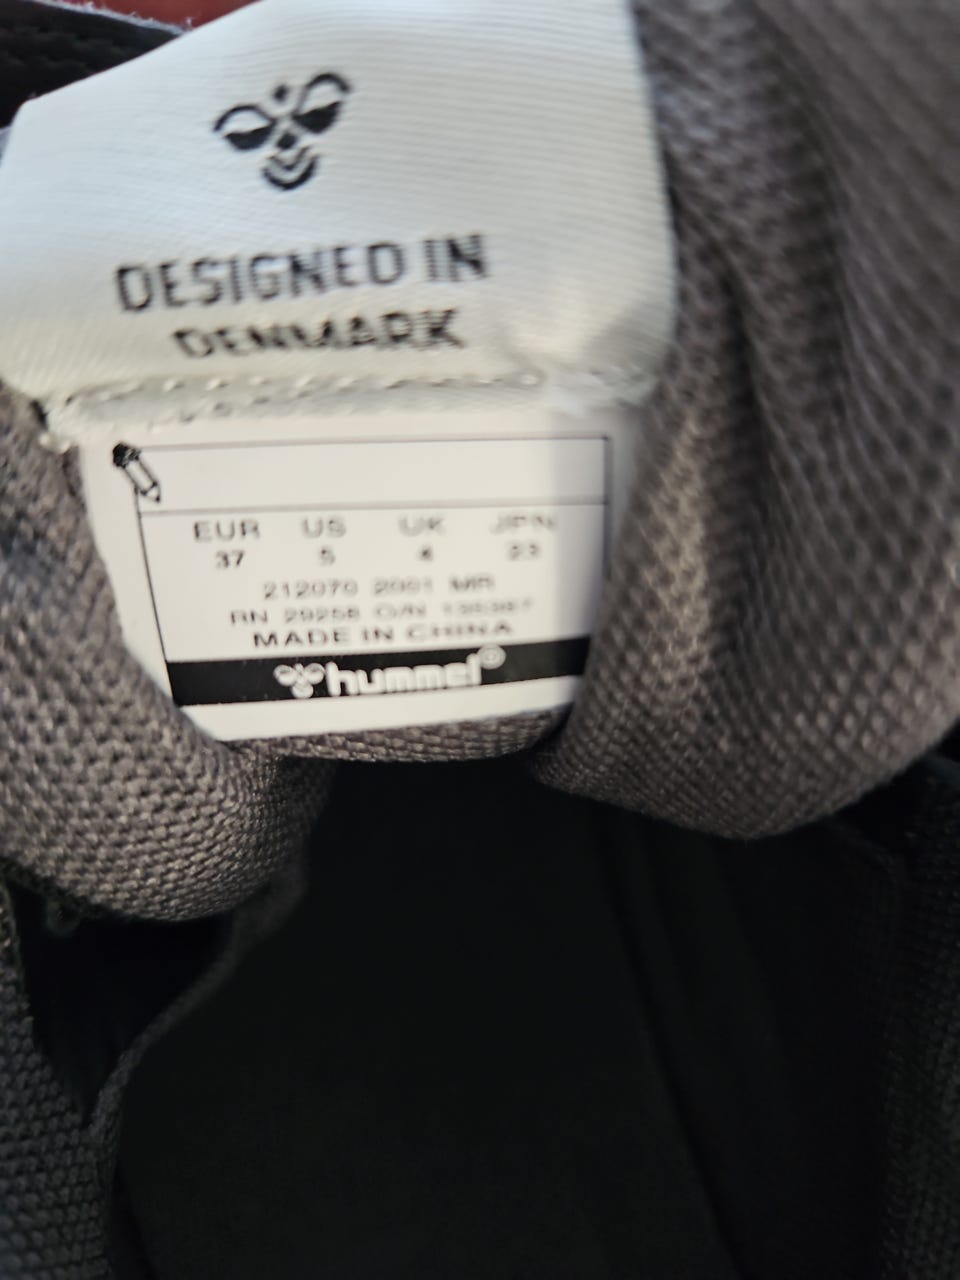 DESIGNED IN
DENMARK
EUR US UK JPN
37 5 4 23
212070 2001 MR
RN 29258 O/N
MADE IN CHINA
hummel®